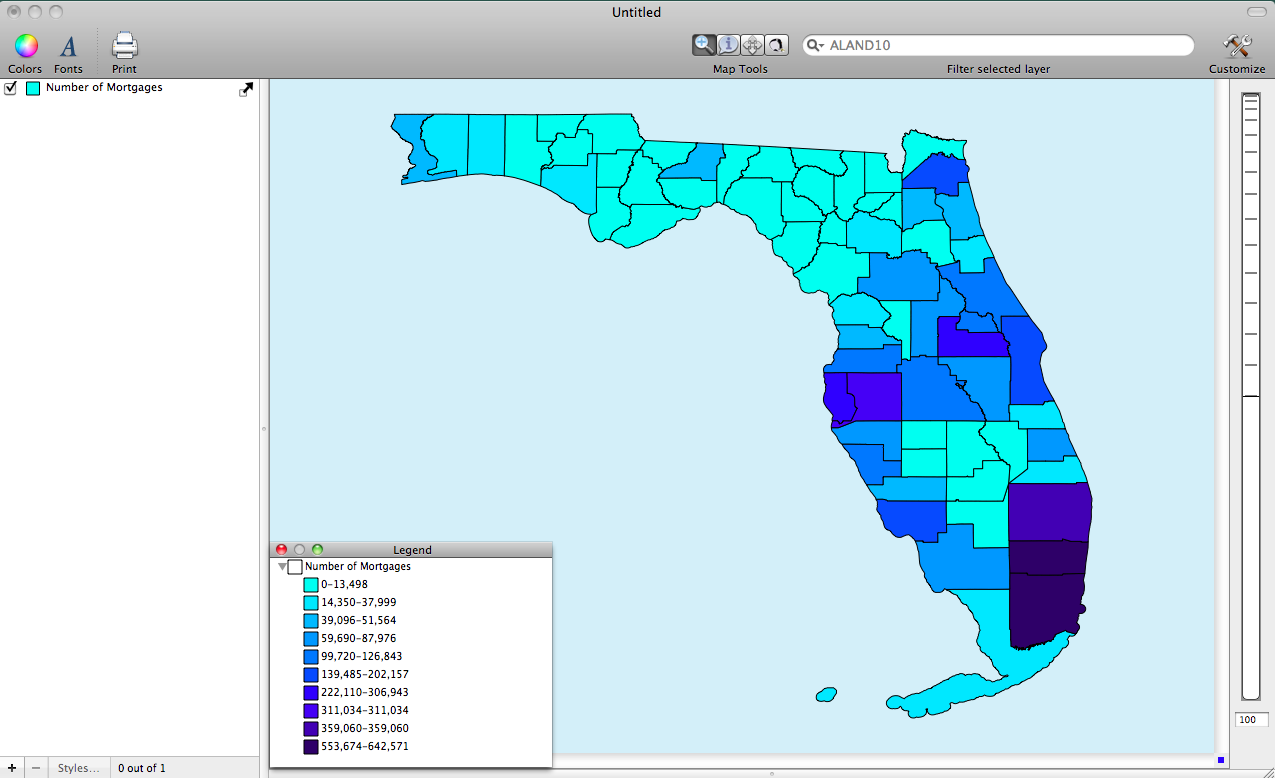 Untitled
Colors Fonts Print Map Tools ALAND10 Filter selected layer Customize
Number of Mortgages
Legend
Number of Mortgages
0–13,498
14,350–37,999
39,096–51,564
59,690–87,976
99,720–126,843
139,485–202,157
222,110–306,943
311,034–311,034
359,060–359,060
553,674–642,571
100
+ − Styles... 0 out of 1